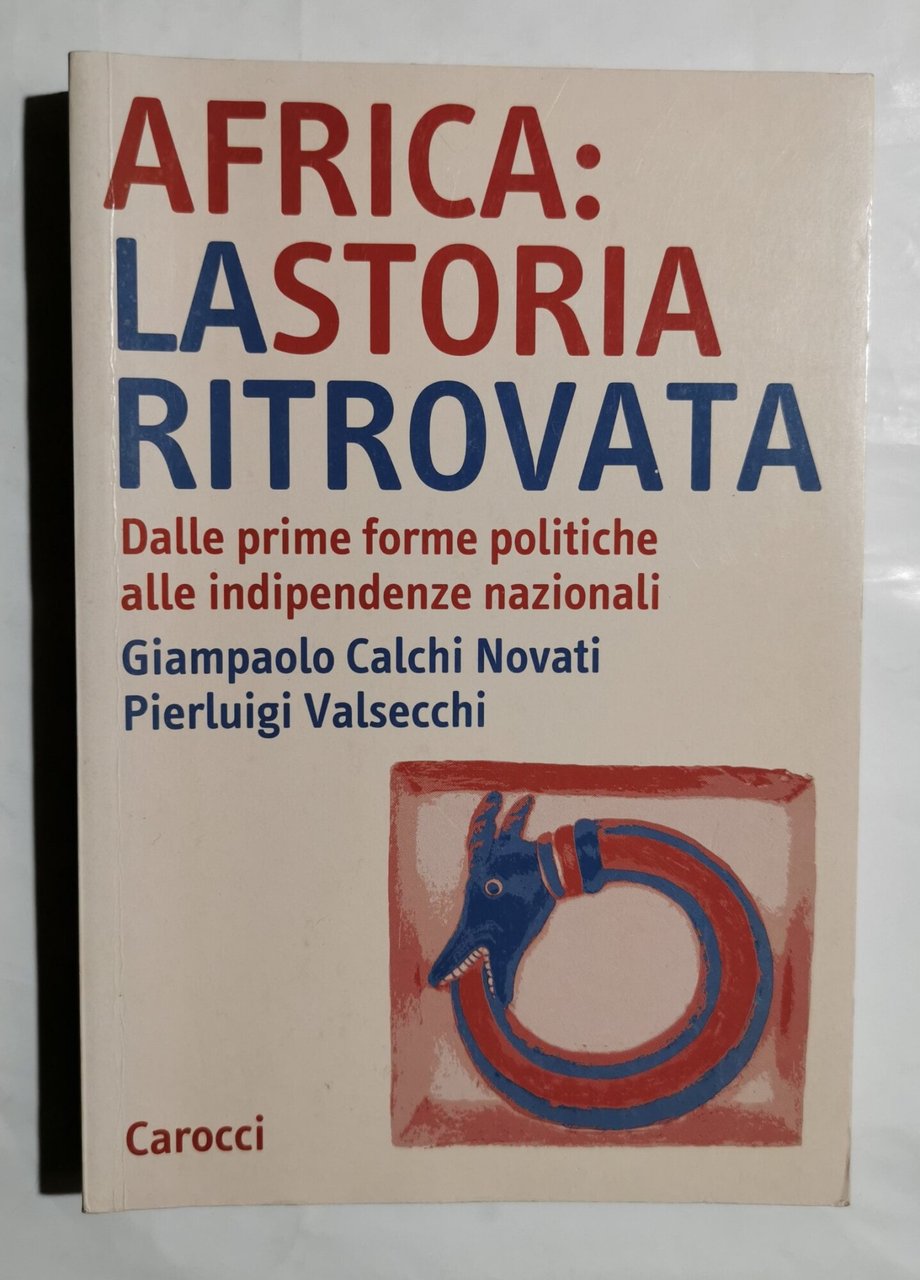 AFRICA:
LASTORIA
RITROVATA
Dalle prime forme politiche
alle indipendenze nazionali
Giampaolo Calchi Novati
Pierluigi Valsecchi
Carocci